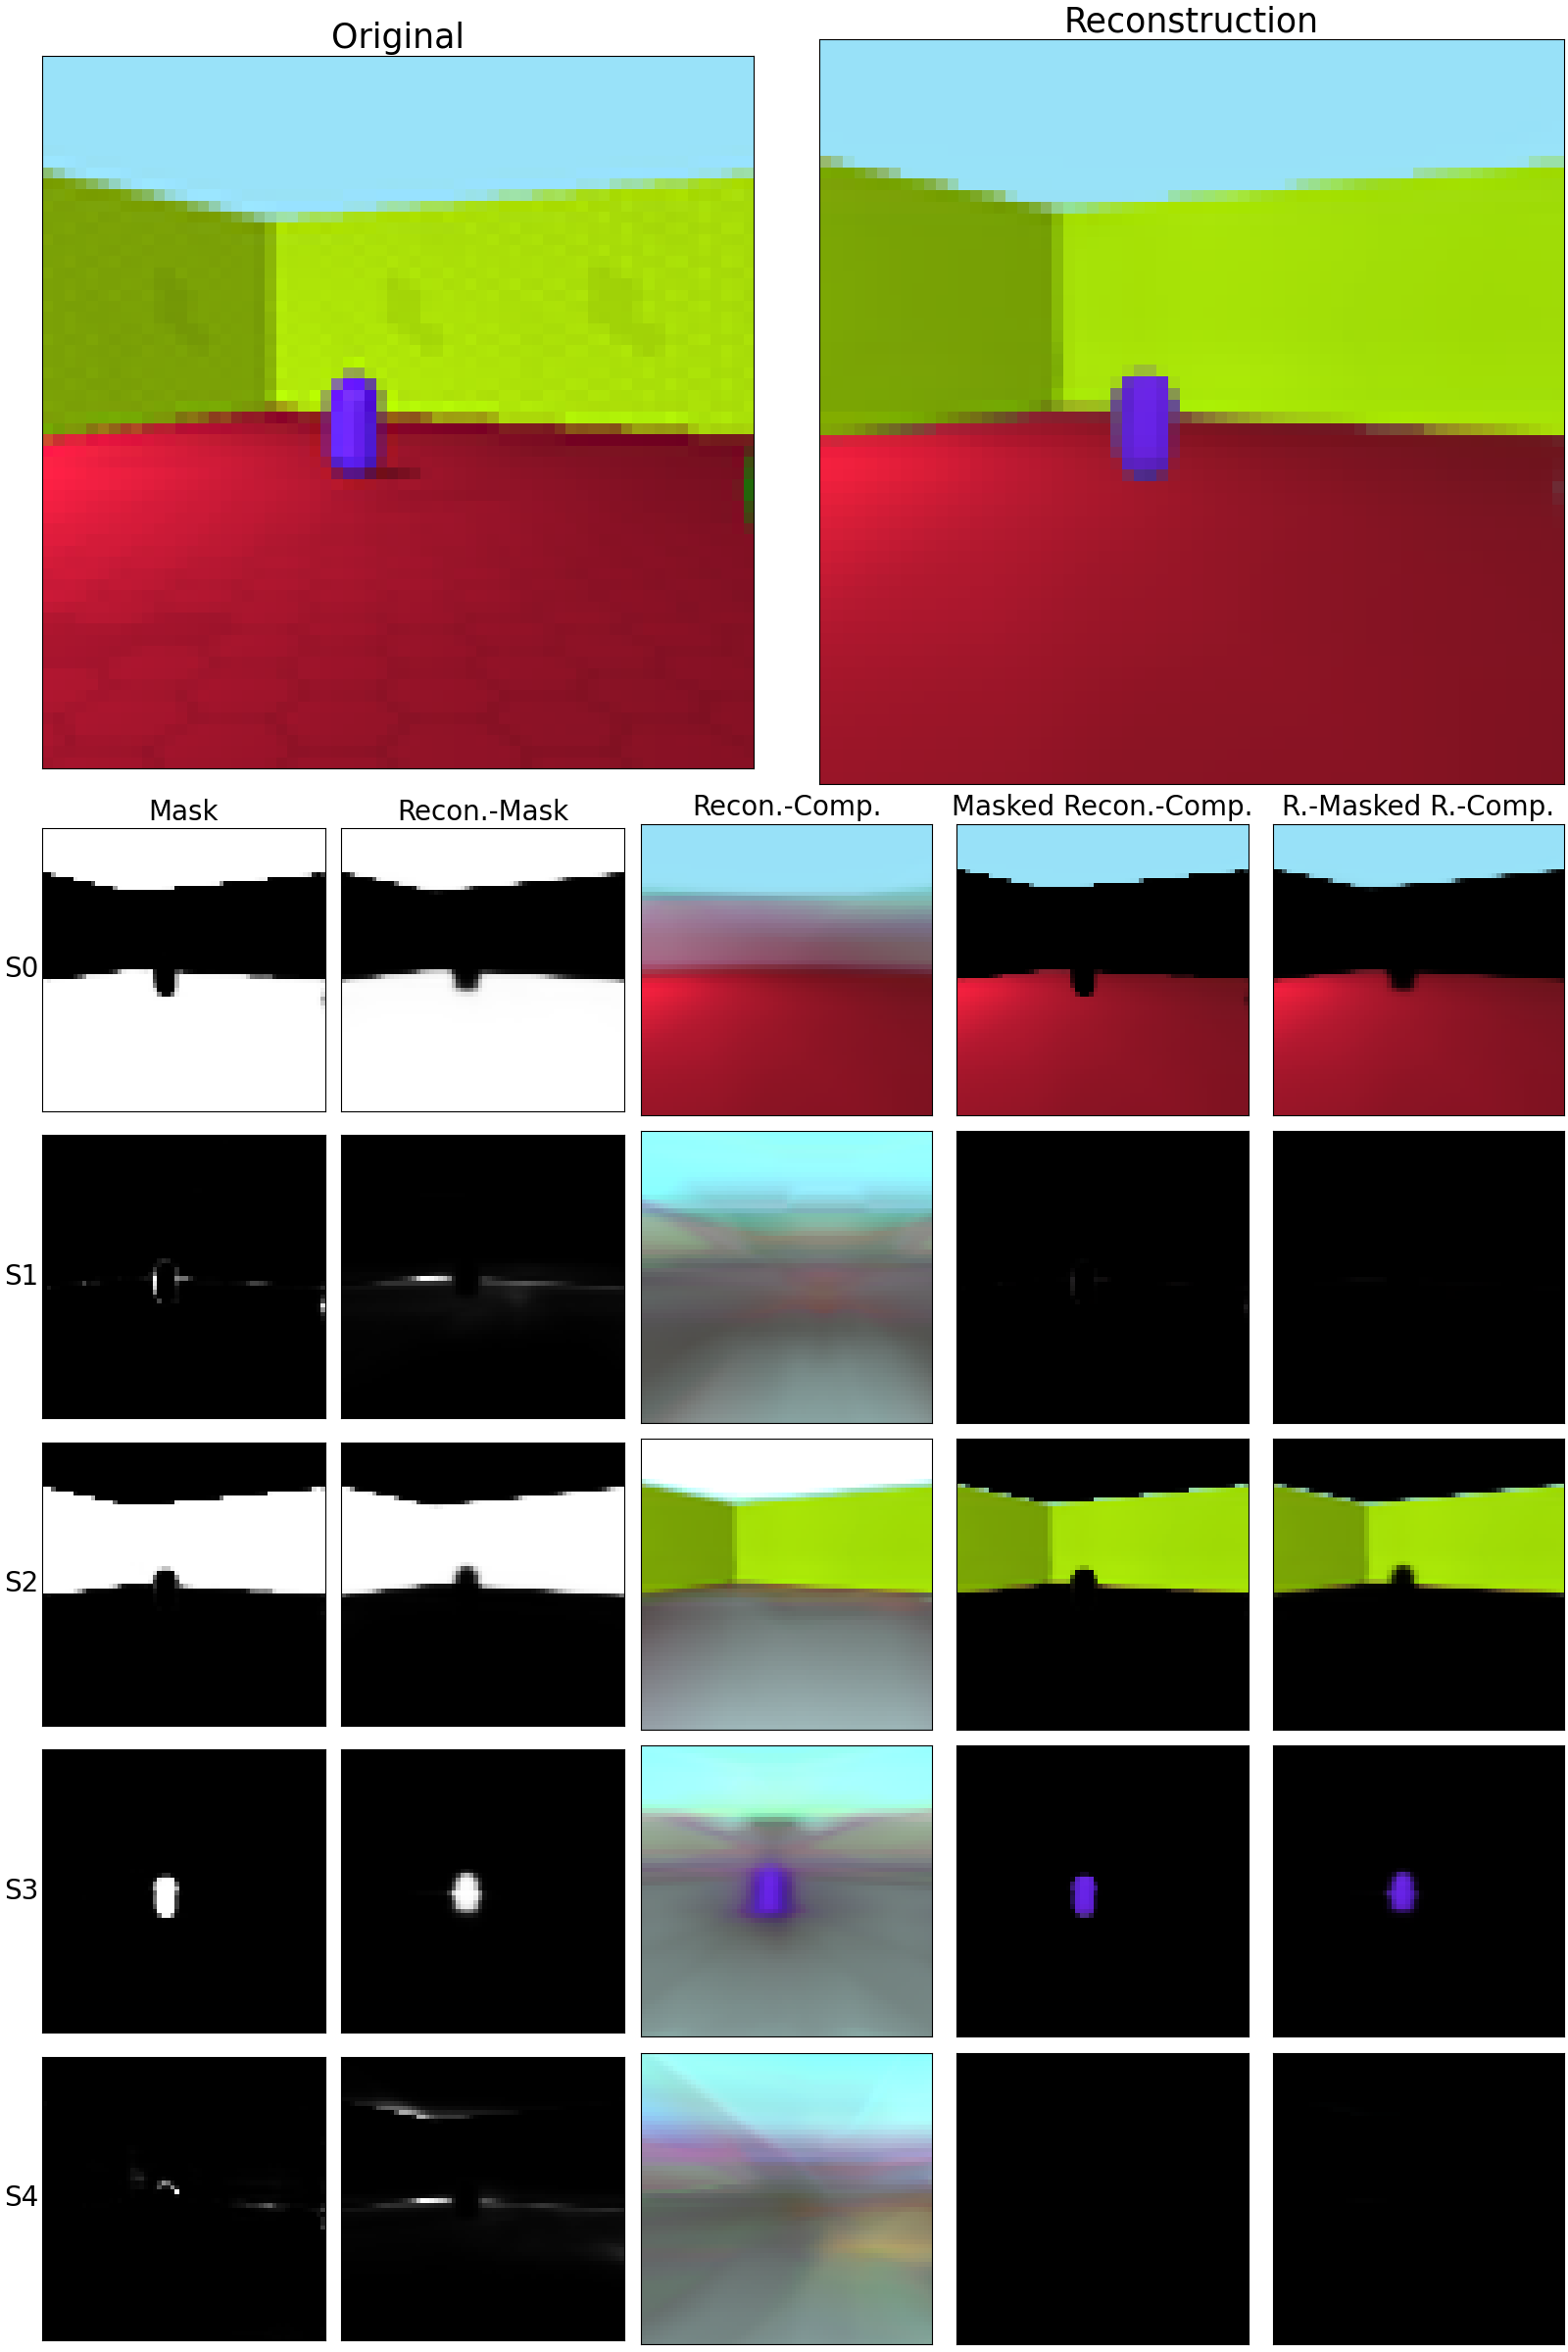 Original
Reconstruction
Mask
Recon.-Mask
Recon.-Comp.
Masked Recon.-Comp.
R.-Masked R.-Comp.
S0
S1
S2
S3
S4